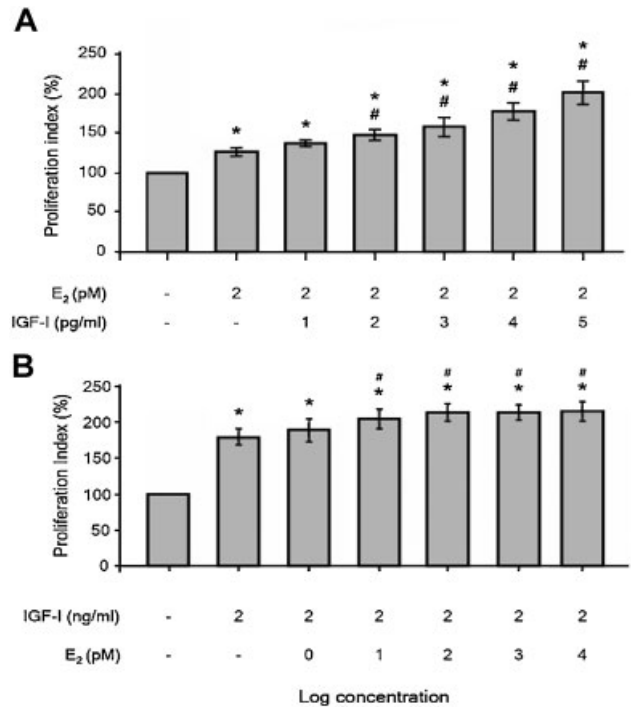 A
Proliferation index (%)
250
200
150
100
50
0
* * * * * *
# # # #
E₂ (pM) - 2 2 2 2 2 2
IGF-I (pg/ml) - - 1 2 3 4 5
B
Proliferation Index (%)
250
200
150
100
50
0
# # # #
* * * * * *
IGF-I (ng/ml) - 2 2 2 2 2 2
E₂ (pM) - - 0 1 2 3 4
Log concentration